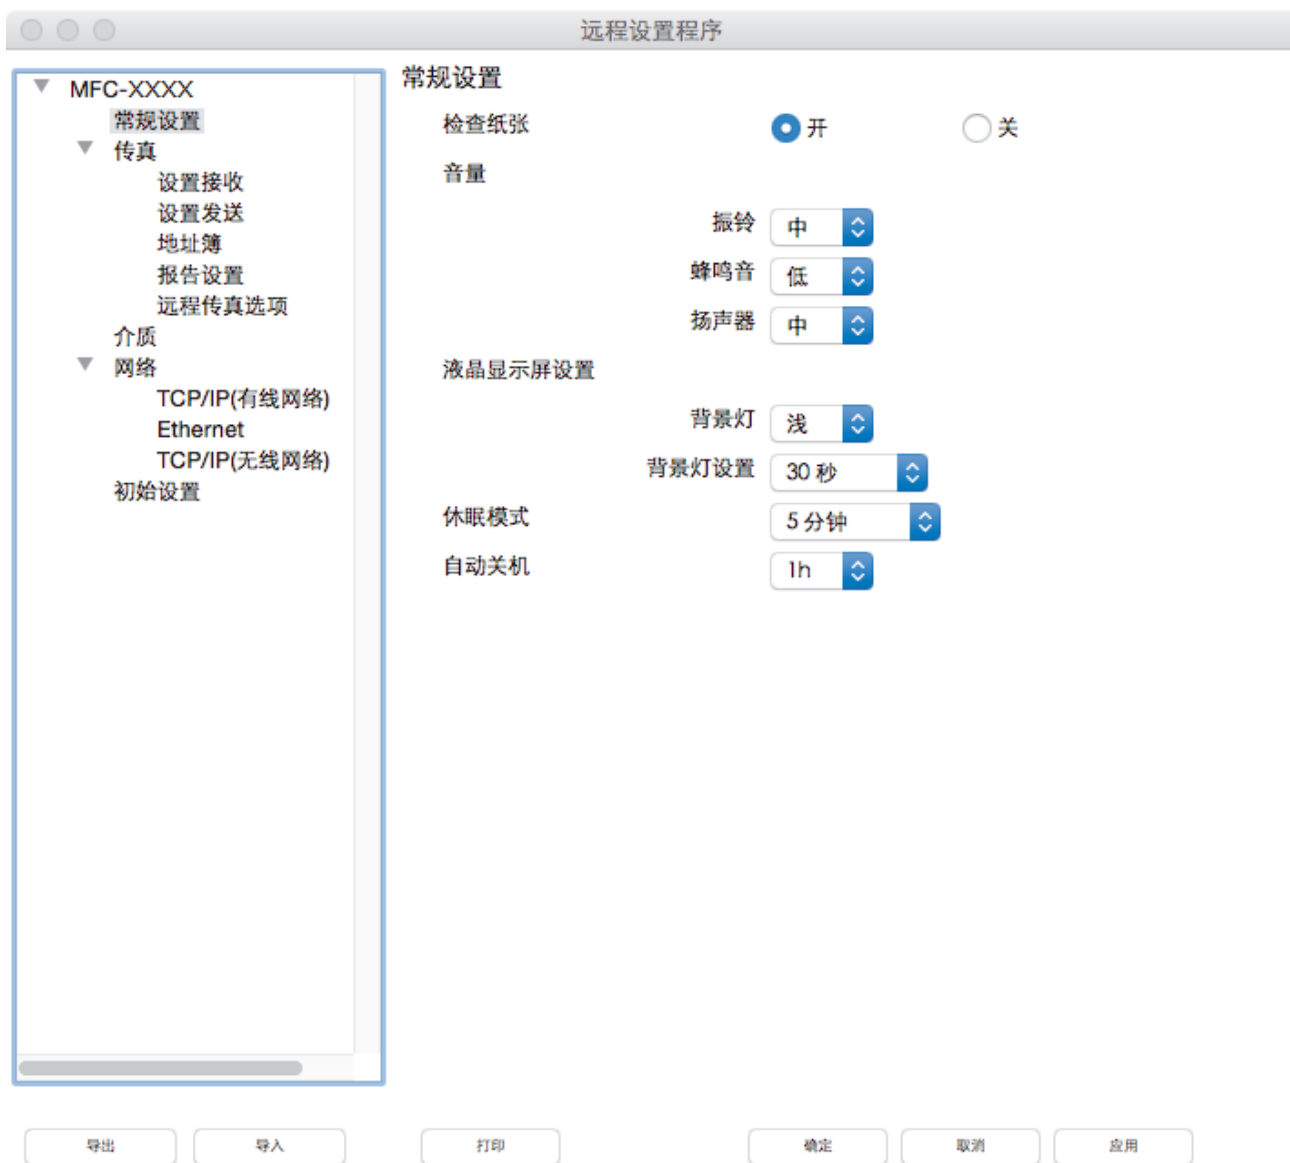 远程设置程序
MFC-XXXX
常规设置
传真
设置接收
设置发送
地址簿
报告设置
远程传真选项
介质
网络
TCP/IP(有线网络)
Ethernet
TCP/IP(无线网络)
初始设置
常规设置
检查纸张 开 关
音量
振铃 中
蜂鸣音 低
扬声器 中
液晶显示屏设置
背景灯 浅
背景灯设置 30 秒
休眠模式 5 分钟
自动关机 1h
导出 导入 打印 确定 取消 应用